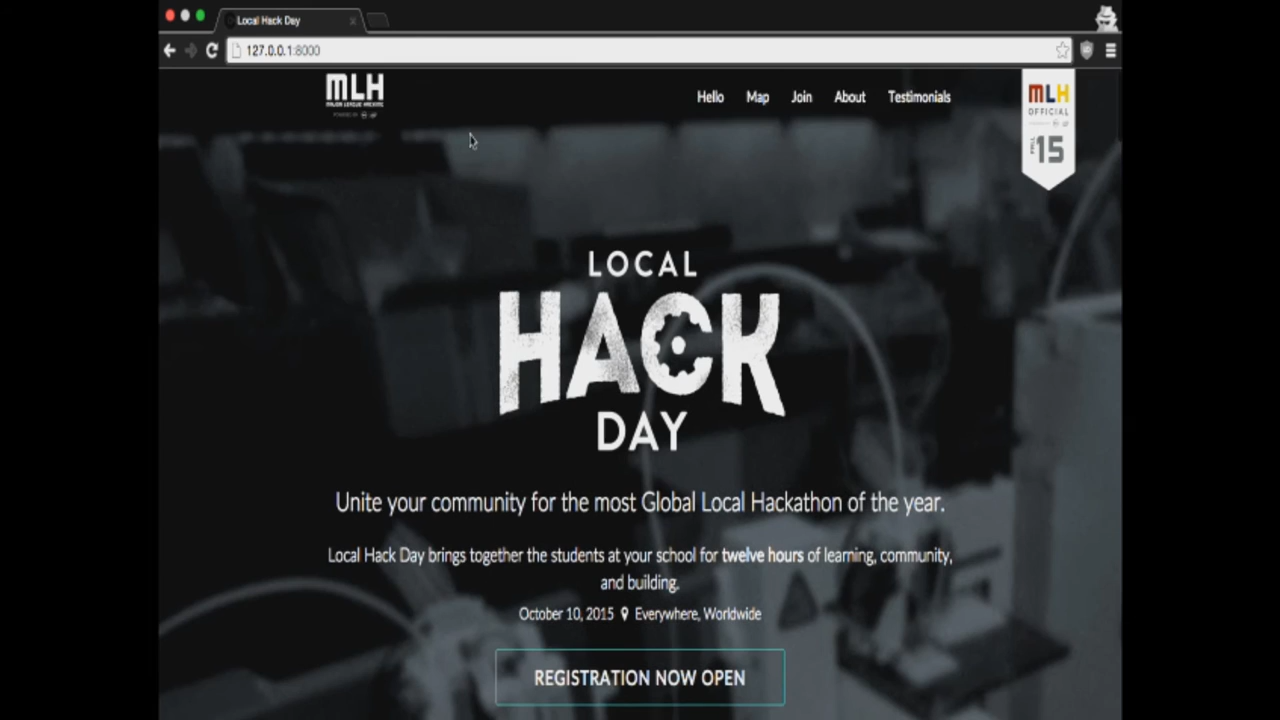 Local Hack Day
127.0.0.1:8000
MLH
MAJOR LEAGUE HACKING
Hello Map Join About Testimonials
MLH
OFFICIAL
FALL 15
LOCAL
HACK
DAY
Unite your community for the most Global Local Hackathon of the year.
Local Hack Day brings together the students at your school for twelve hours of learning, community,
and building.
October 10, 2015 Everywhere, Worldwide
REGISTRATION NOW OPEN